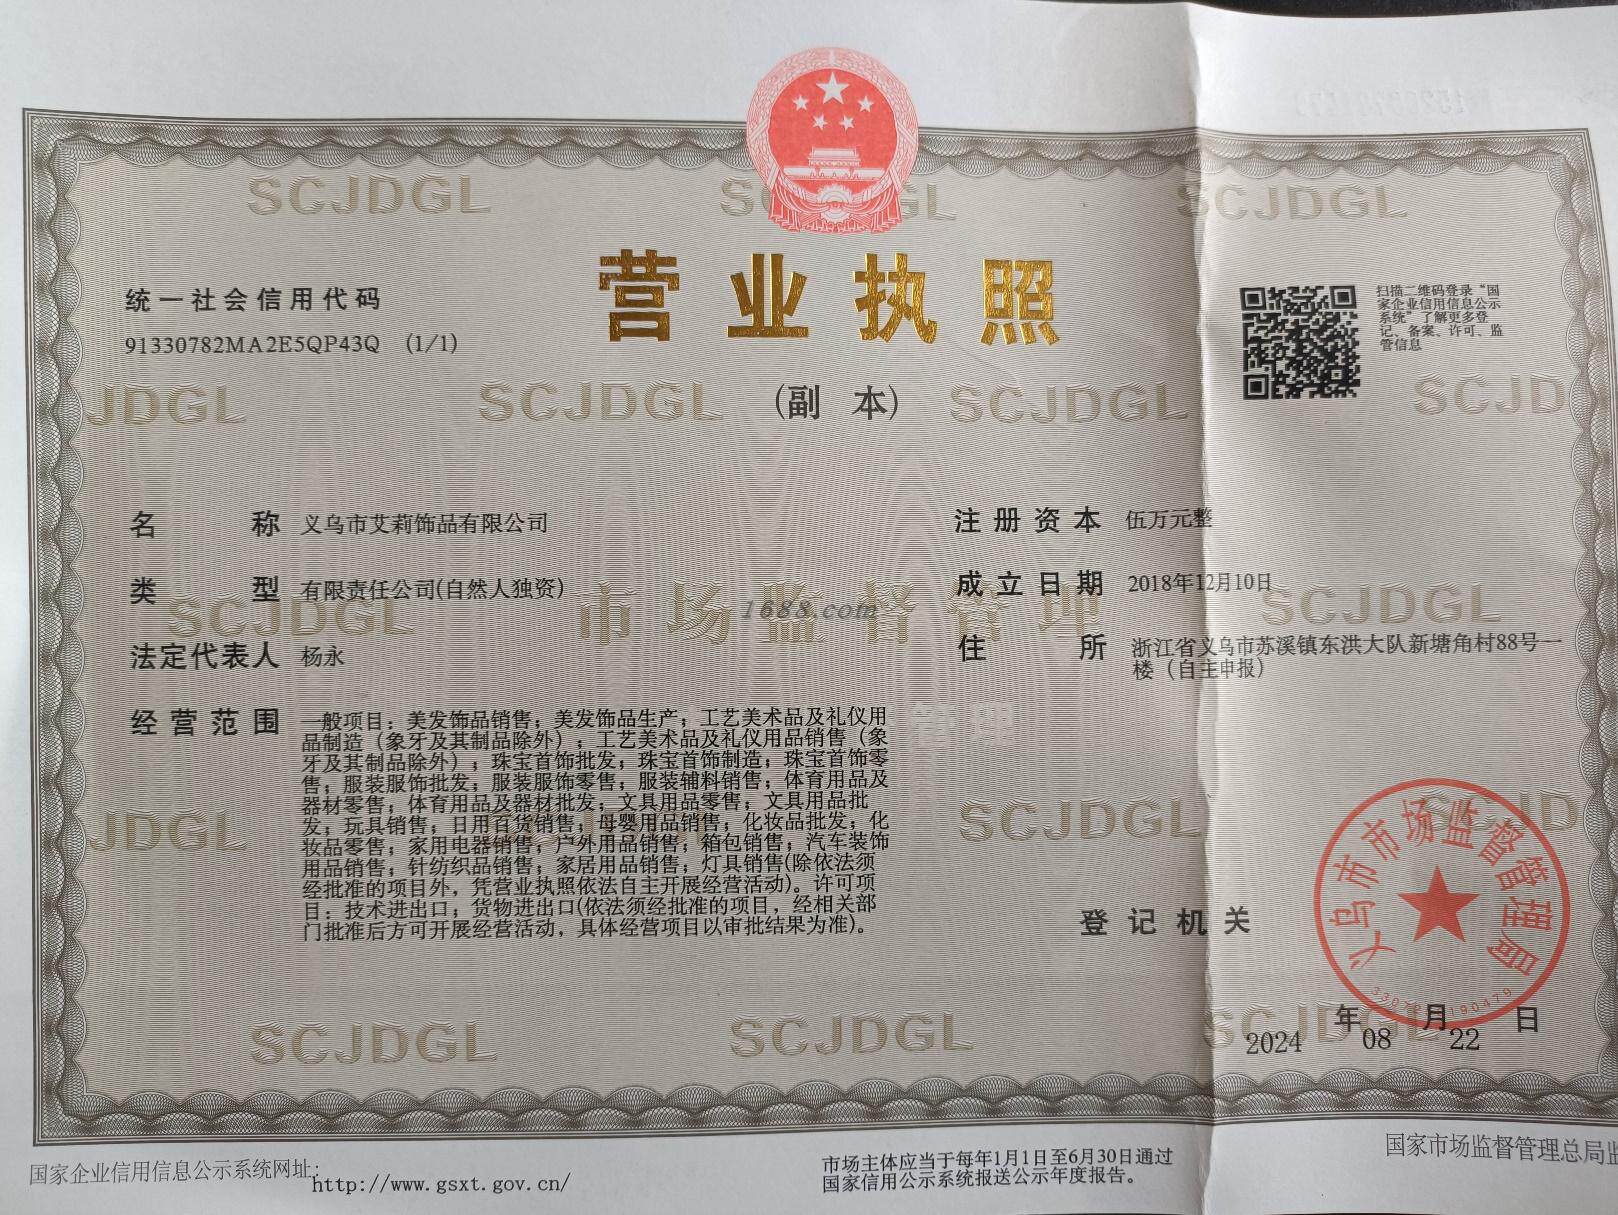 SCJDGL SCJDGL SCJDGL
营业执照
(副 本)
统一社会信用代码
91330782MA2E5QP43Q (1/1)
扫描二维码登录“国
家企业信用信息公示
系统”了解更多登
记、备案、许可、监
管信息
JDGL SCJDGL SCJDGL SCJD
名 称 义乌市艾莉饰品有限公司
类 型 有限责任公司(自然人独资)
法定代表人 杨永
经营范围 一般项目：美发饰品销售；美发饰品生产；工艺美术品及礼仪用
品制造（象牙及其制品除外）；工艺美术品及礼仪用品销售（象
牙及其制品除外）；珠宝首饰批发；珠宝首饰制造；珠宝首饰零
售；服装服饰批发；服装服饰零售；服装辅料销售；体育用品及
器材零售；体育用品及器材批发；文具用品零售；文具用品批
发；玩具销售；日用百货销售；母婴用品销售；化妆品批发；化
妆品零售；家用电器销售；户外用品销售；箱包销售；汽车装饰
用品销售；针纺织品销售；家居用品销售；灯具销售(除依法须
经批准的项目外，凭营业执照依法自主开展经营活动)。许可项
目：技术进出口；货物进出口(依法须经批准的项目，经相关部
门批准后方可开展经营活动，具体经营项目以审批结果为准)。
注册资本 伍万元整
成立日期 2018年12月10日
住 所 浙江省义乌市苏溪镇东洪大队新塘角村88号一
楼（自主申报）
SCJDGL 市场监督管理 SCJDGL
1688.com
管理
JDGL SCJDGL SCJD
登记机关
义乌市市场监督管理局
2024年08月22日
SCJDGL SCJDGL SCJDGL
国家企业信用信息公示系统网址：
http://www.gsxt.gov.cn/
市场主体应当于每年1月1日至6月30日通过
国家信用公示系统报送公示年度报告。
国家市场监督管理总局监